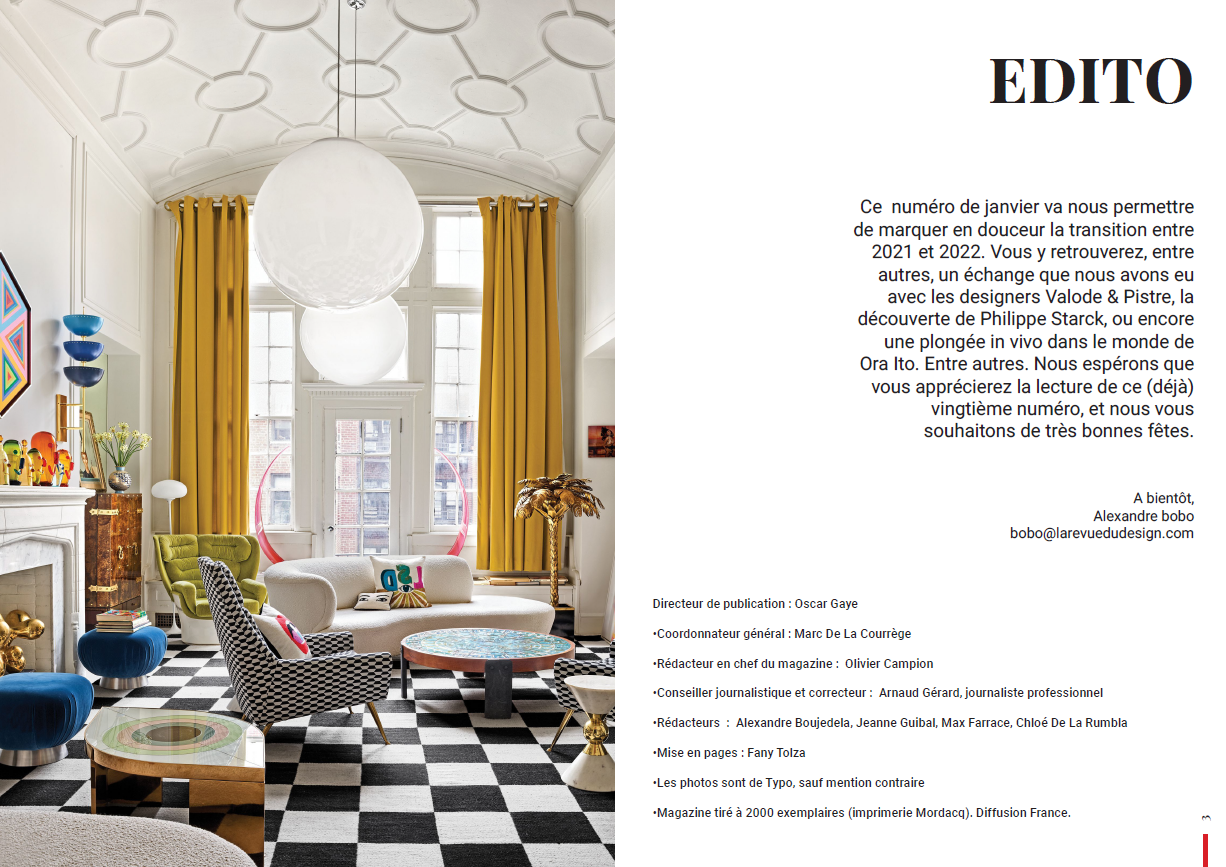 EDITO
Ce  numéro de janvier va nous permettre
de marquer en douceur la transition entre
2021 et 2022. Vous y retrouverez, entre
autres, un échange que nous avons eu
avec les designers Valode & Pistre, la
découverte de Philippe Starck, ou encore
une plongée in vivo dans le monde de
Ora Ito. Entre autres. Nous espérons que
vous apprécierez la lecture de ce (déjà)
vingtième numéro, et nous vous
souhaitons de très bonnes fêtes.
A bientôt,
Alexandre bobo
bobo@larevuedudesign.com
Directeur de publication : Oscar Gaye
•Coordonnateur général : Marc De La Courrège
•Rédacteur en chef du magazine :  Olivier Campion
•Conseiller journalistique et correcteur :  Arnaud Gérard, journaliste professionnel
•Rédacteurs  :  Alexandre Boujedela, Jeanne Guibal, Max Farrace, Chloé De La Rumbla
•Mise en pages : Fany Tolza
•Les photos sont de Typo, sauf mention contraire
•Magazine tiré à 2000 exemplaires (imprimerie Mordacq). Diffusion France.
3